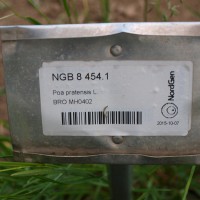 NGB 8 454.1
Poa pratensis L.
BRO MH0402
NordGen
2015-10-07